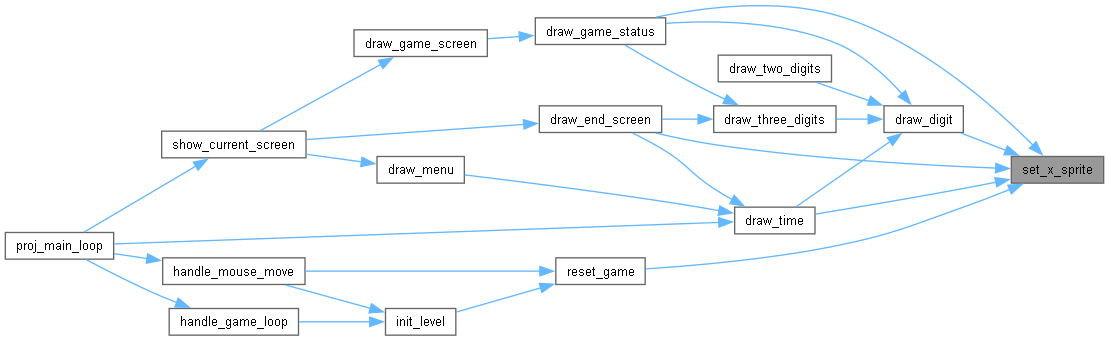 draw_game_status
draw_game_screen
draw_two_digits
draw_end_screen
draw_three_digits
draw_digit
show_current_screen
draw_menu
set_x_sprite
draw_time
proj_main_loop
handle_mouse_move
reset_game
handle_game_loop
init_level